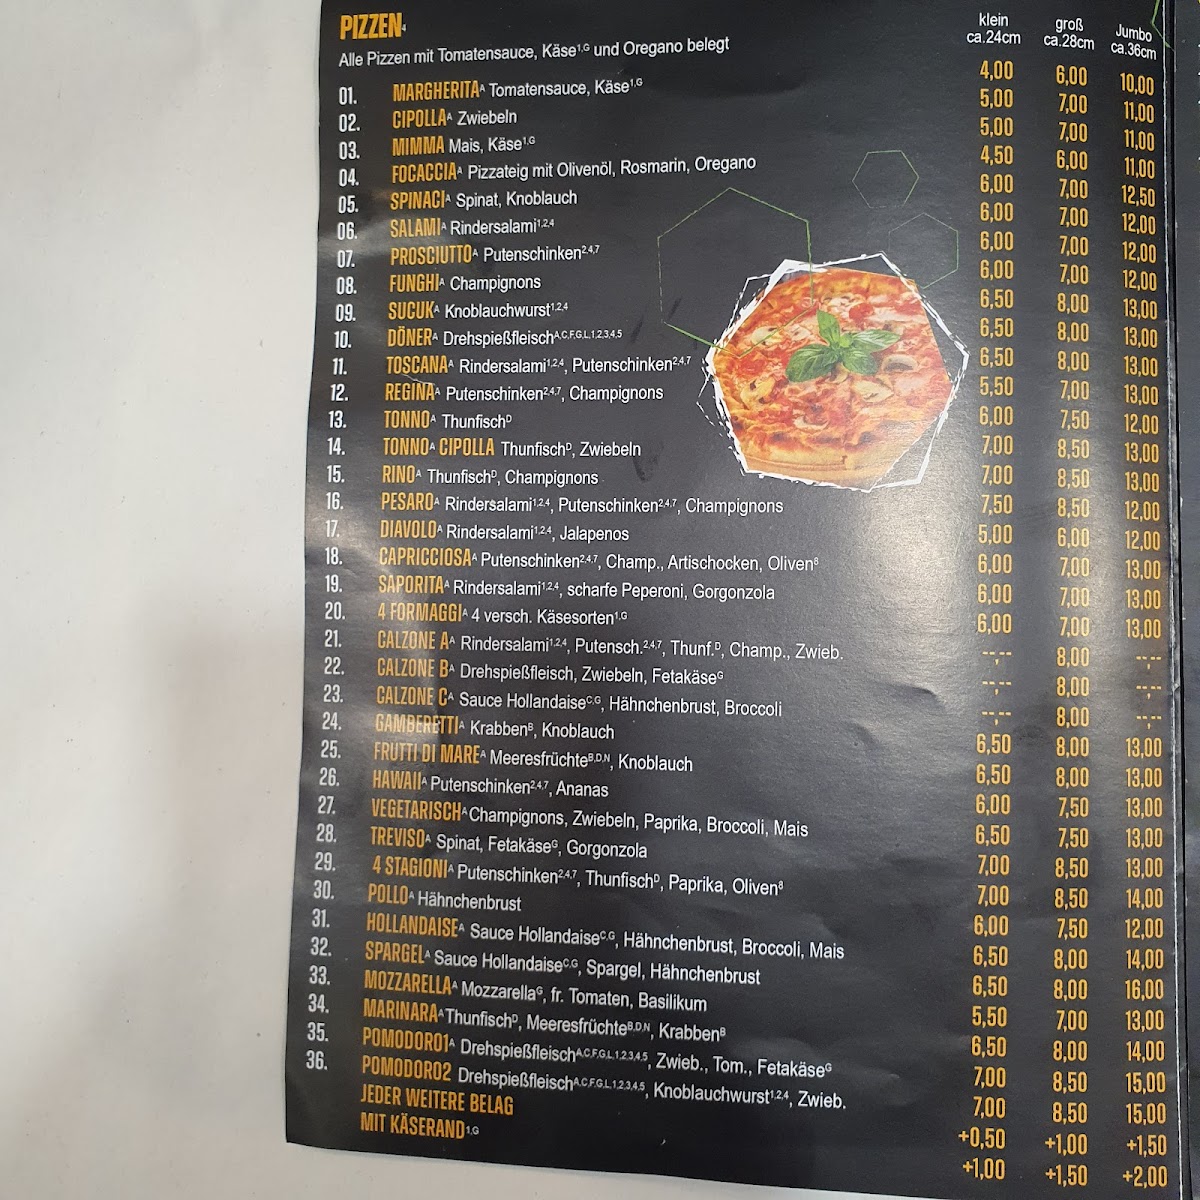 PIZZEN⁴ klein groß Jumbo
Alle Pizzen mit Tomatensauce, Käse¹,ᴳ und Oregano belegt ca.24cm ca.28cm ca.36cm
01. MARGHERITAᴬ Tomatensauce, Käse¹,ᴳ 4,00 6,00 10,00
02. CIPOLLAᴬ Zwiebeln 5,00 7,00 11,00
03. MIMMA Mais, Käse¹,ᴳ 5,00 7,00 11,00
04. FOCACCIAᴬ Pizzateig mit Olivenöl, Rosmarin, Oregano 4,50 6,00 11,00
05. SPINACIᴬ Spinat, Knoblauch 6,00 7,00 12,50
06. SALAMIᴬ Rindersalami¹,²,⁴ 6,00 7,00 12,00
07. PROSCIUTTOᴬ Putenschinken²,⁴,⁷ 6,00 7,00 12,00
08. FUNGHIᴬ Champignons 6,00 7,00 12,00
09. SUCUKᴬ Knoblauchwurst¹,²,⁴ 6,50 8,00 13,00
10. DÖNERᴬ Drehspießfleisch A,C,F,G,L,1,2,3,4,5 6,50 8,00 13,00
11. TOSCANAᴬ Rindersalami¹,²,⁴, Putenschinken²,⁴,⁷ 6,50 8,00 13,00
12. REGINAᴬ Putenschinken²,⁴,⁷, Champignons 5,50 7,00 13,00
13. TONNOᴬ Thunfischᴰ 6,00 7,50 12,00
14. TONNOᴬ CIPOLLA Thunfischᴰ, Zwiebeln 7,00 8,50 13,00
15. RINOᴬ Thunfischᴰ, Champignons 7,00 8,50 13,00
16. PESAROᴬ Rindersalami¹,²,⁴, Putenschinken²,⁴,⁷, Champignons 7,50 8,50 12,00
17. DIAVOLOᴬ Rindersalami¹,²,⁴, Jalapenos 5,00 6,00 12,00
18. CAPRICCIOSAᴬ Putenschinken²,⁴,⁷, Champ., Artischocken, Oliven⁸ 6,00 7,00 13,00
19. SAPORITAᴬ Rindersalami¹,²,⁴, scharfe Peperoni, Gorgonzola 6,00 7,00 13,00
20. 4 FORMAGGIᴬ 4 versch. Käsesorten¹,ᴳ 6,00 7,00 13,00
21. CALZONE Aᴬ Rindersalami¹,²,⁴, Putensch.²,⁴,⁷, Thunf.ᴰ, Champ., Zwieb. --,-- 8,00 --,--
22. CALZONE Bᴬ Drehspießfleisch, Zwiebeln, Fetakäseᴳ --,-- 8,00 --,--
23. CALZONE Cᴬ Sauce Hollandaise C,G, Hähnchenbrust, Broccoli --,-- 8,00 --,--
24. GAMBERETTIᴬ Krabbenᴮ, Knoblauch 6,50 8,00 13,00
25. FRUTTI DI MAREᴬ Meeresfrüchte B,D,N, Knoblauch 6,50 8,00 13,00
26. HAWAIIᴬ Putenschinken²,⁴,⁷, Ananas 6,00 7,50 13,00
27. VEGETARISCHᴬ Champignons, Zwiebeln, Paprika, Broccoli, Mais 6,50 7,50 13,00
28. TREVISOᴬ Spinat, Fetakäseᴳ, Gorgonzola 7,00 8,50 13,00
29. 4 STAGIONIᴬ Putenschinken²,⁴,⁷, Thunfischᴰ, Paprika, Oliven⁸ 7,00 8,50 14,00
30. POLLOᴬ Hähnchenbrust 6,00 7,50 12,00
31. HOLLANDAISEᴬ Sauce Hollandaise C,G, Hähnchenbrust, Broccoli, Mais 6,50 8,00 14,00
32. SPARGELᴬ Sauce Hollandaise C,G, Spargel, Hähnchenbrust 6,50 8,00 16,00
33. MOZZARELLAᴬ Mozzarellaᴳ, fr. Tomaten, Basilikum 5,50 7,00 13,00
34. MARINARAᴬ Thunfischᴰ, Meeresfrüchte B,D,N, Krabbenᴮ 6,50 8,00 14,00
35. POMODORO1ᴬ Drehspießfleisch A,C,F,G,L,1,2,3,4,5, Zwieb., Tom., Fetakäseᴳ 7,00 8,50 15,00
36. POMODORO2 Drehspießfleisch A,C,F,G,L,1,2,3,4,5, Knoblauchwurst¹,²,⁴, Zwieb. 7,00 8,50 15,00
JEDER WEITERE BELAG +0,50 +1,00 +1,50
MIT KÄSERAND¹,ᴳ +1,00 +1,50 +2,00